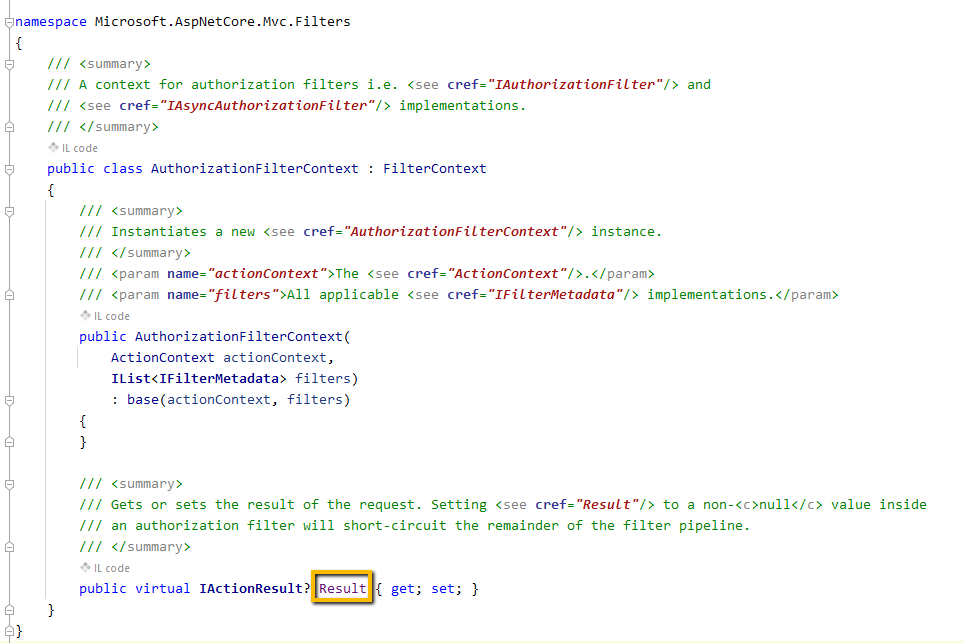 namespace Microsoft.AspNetCore.Mvc.Filters
{
/// <summary>
/// A context for authorization filters i.e. <see cref="IAuthorizationFilter"/> and
/// <see cref="IAsyncAuthorizationFilter"/> implementations.
/// </summary>
IL code
public class AuthorizationFilterContext : FilterContext
{
/// <summary>
/// Instantiates a new <see cref="AuthorizationFilterContext"/> instance.
/// </summary>
/// <param name="actionContext">The <see cref="ActionContext"/>.</param>
/// <param name="filters">All applicable <see cref="IFilterMetadata"/> implementations.</param>
IL code
public AuthorizationFilterContext(
ActionContext actionContext,
IList<IFilterMetadata> filters)
: base(actionContext, filters)
{
}
/// <summary>
/// Gets or sets the result of the request. Setting <see cref="Result"/> to a non-<c>null</c> value inside
/// an authorization filter will short-circuit the remainder of the filter pipeline.
/// </summary>
IL code
public virtual IActionResult? Result { get; set; }
}
}